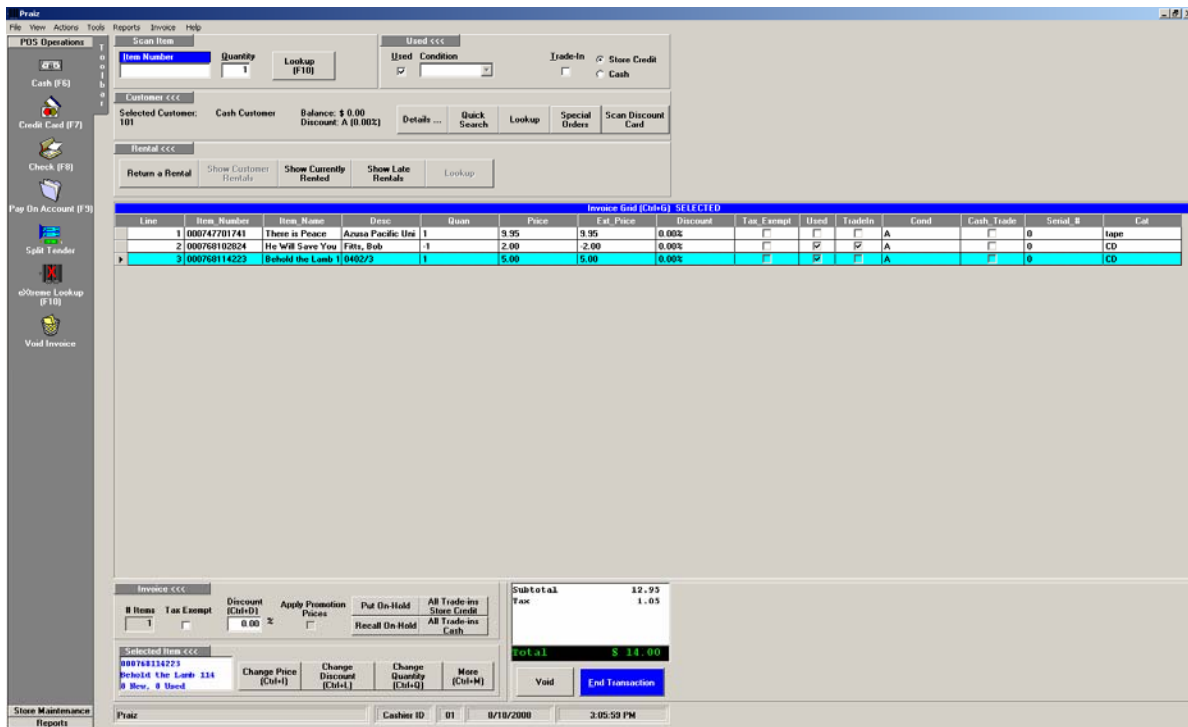 Praiz
File View Actions Tools Reports Invoice Help
POS Operations
Toolbar
Cash (F6)
Credit Card (F7)
Check (F8)
Pay On Account (F9)
Split Tender
eXtreme Lookup (F10)
Void Invoice
Store Maintenance
Reports
Scan Item
Item Number
Quantity
1
Lookup (F10)
Used <<<
Used Condition
Trade-In
Store Credit
Cash
Customer <<<
Selected Customer: Cash Customer Balance: $ 0.00
101 Discount: A (0.00%)
Details ...
Quick Search
Lookup
Special Orders
Scan Discount Card
Rental <<<
Return a Rental
Show Customer Rentals
Show Currently Rented
Show Late Rentals
Lookup
Invoice Grid (Ctrl+G) SELECTED
Line Item_Number Item_Name Desc Quan Price Ext_Price Discount Tax_Exempt Used TradeIn Cond Cash_Trade Serial_# Cat
1 000747701741 There is Peace Azusa Pacific Uni 1 9.95 9.95 0.00% A 0 tape
2 000768102824 He Will Save You Fitts, Bob -1 2.00 -2.00 0.00% A 0 CD
3 000768114223 Behold the Lamb 1 0402/3 1 5.00 5.00 0.00% A 0 CD
Invoice <<<
# Items
1
Tax Exempt
Discount (Ctrl+D)
0.00 %
Apply Promotion Prices
Put On-Hold
Recall On-Hold
All Trade-ins Store Credit
All Trade-ins Cash
Selected Item <<<
000768114223
Behold the Lamb 114
0 New, 0 Used
Change Price (Ctrl+I)
Change Discount (Ctrl+L)
Change Quantity (Ctrl+Q)
More (Ctrl+M)
Subtotal 12.95
Tax 1.05
Total $ 14.00
Void
End Transaction
Praiz Cashier ID 01 8/18/2000 3:05:59 PM